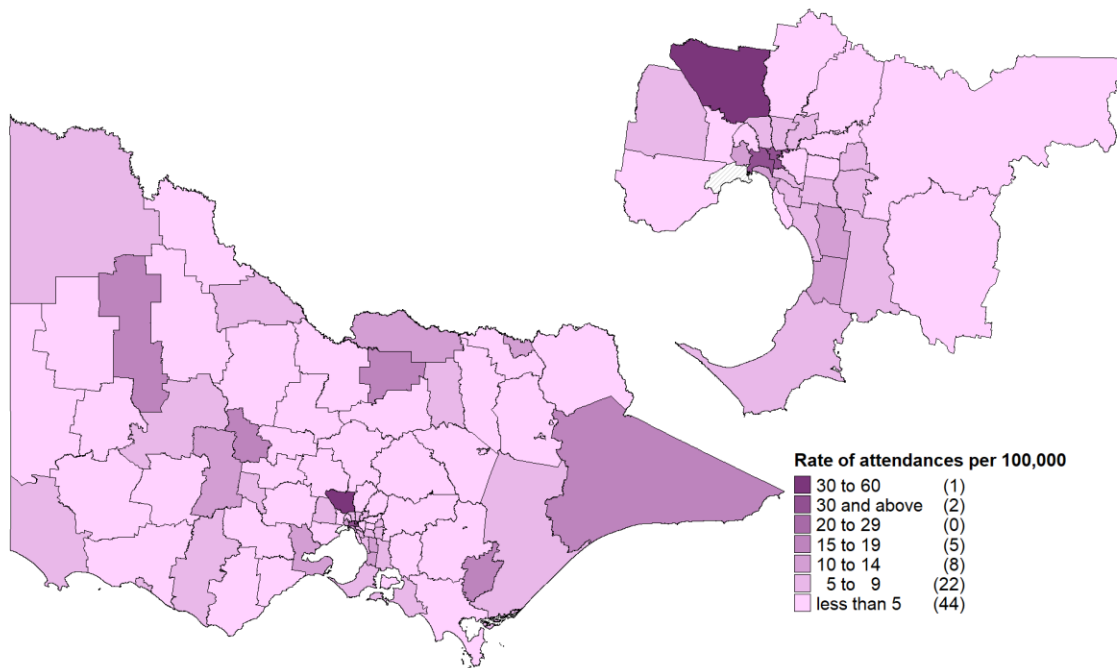 Rate of attendances per 100,000
30 to 60 (1)
30 and above (2)
20 to 29 (0)
15 to 19 (5)
10 to 14 (8)
5 to 9 (22)
less than 5 (44)